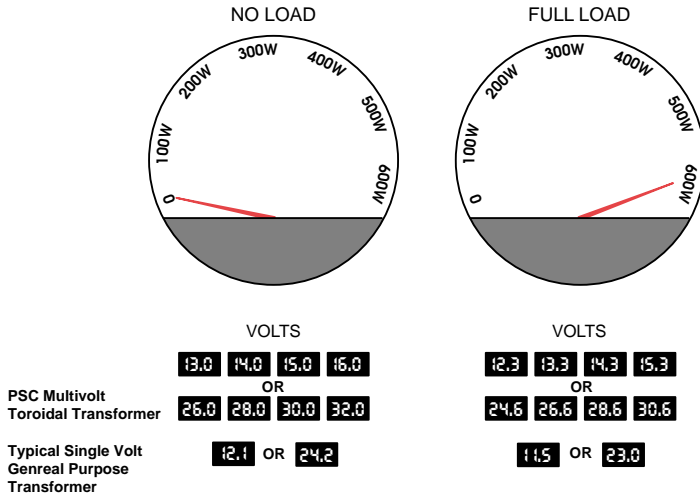 NO LOAD
FULL LOAD
0
100W
200W
300W
400W
500W
600W
0
100W
200W
300W
400W
500W
600W
VOLTS
VOLTS
13.0 14.0 15.0 16.0
12.3 13.3 14.3 15.3
OR
OR
PSC Multivolt
Toroidal Transformer
26.0 28.0 30.0 32.0
24.6 26.6 28.6 30.6
Typical Single Volt
Genreal Purpose
Transformer
12.1 OR 24.2
11.5 OR 23.0